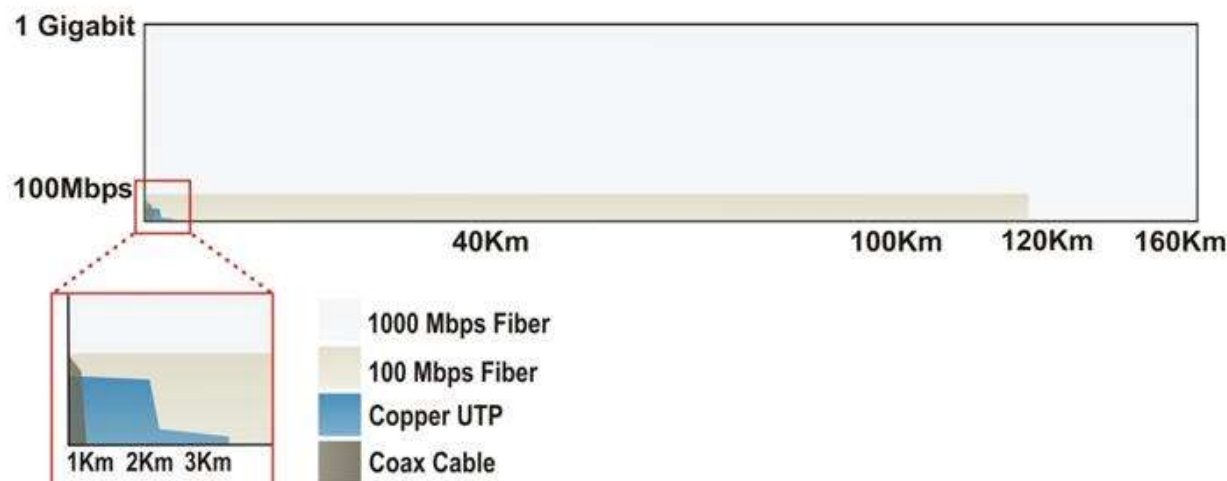 1 Gigabit
100Mbps
40Km 100Km 120Km 160Km
1000 Mbps Fiber
100 Mbps Fiber
Copper UTP
Coax Cable
1Km 2Km 3Km